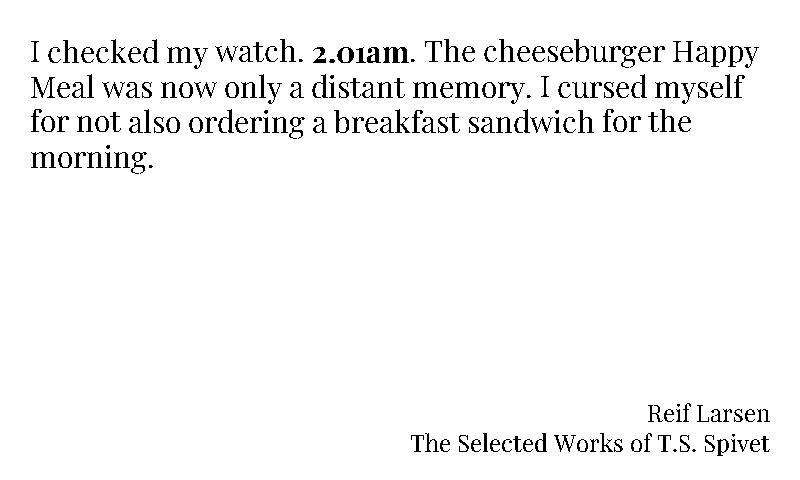 I checked my watch. 2.01am. The cheeseburger Happy
Meal was now only a distant memory. I cursed myself
for not also ordering a breakfast sandwich for the
morning.
Reif Larsen
The Selected Works of T.S. Spivet